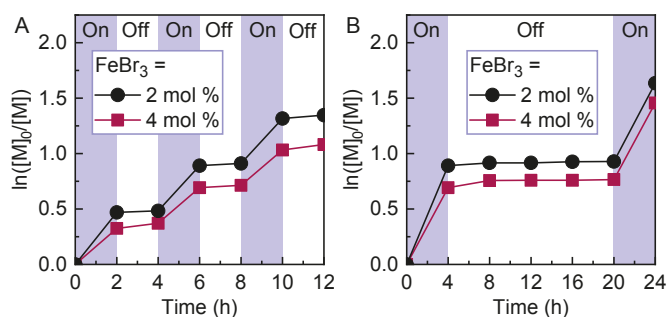 A
On Off On Off On Off
2.0
1.5
1.0
0.5
0.0
ln([M]0/[M])
FeBr3 =
2 mol %
4 mol %
0 2 4 6 8 10 12
Time (h)
B
On Off On
2.0
1.5
1.0
0.5
0.0
ln([M]0/[M])
FeBr3 =
2 mol %
4 mol %
0 4 8 12 16 20 24
Time (h)